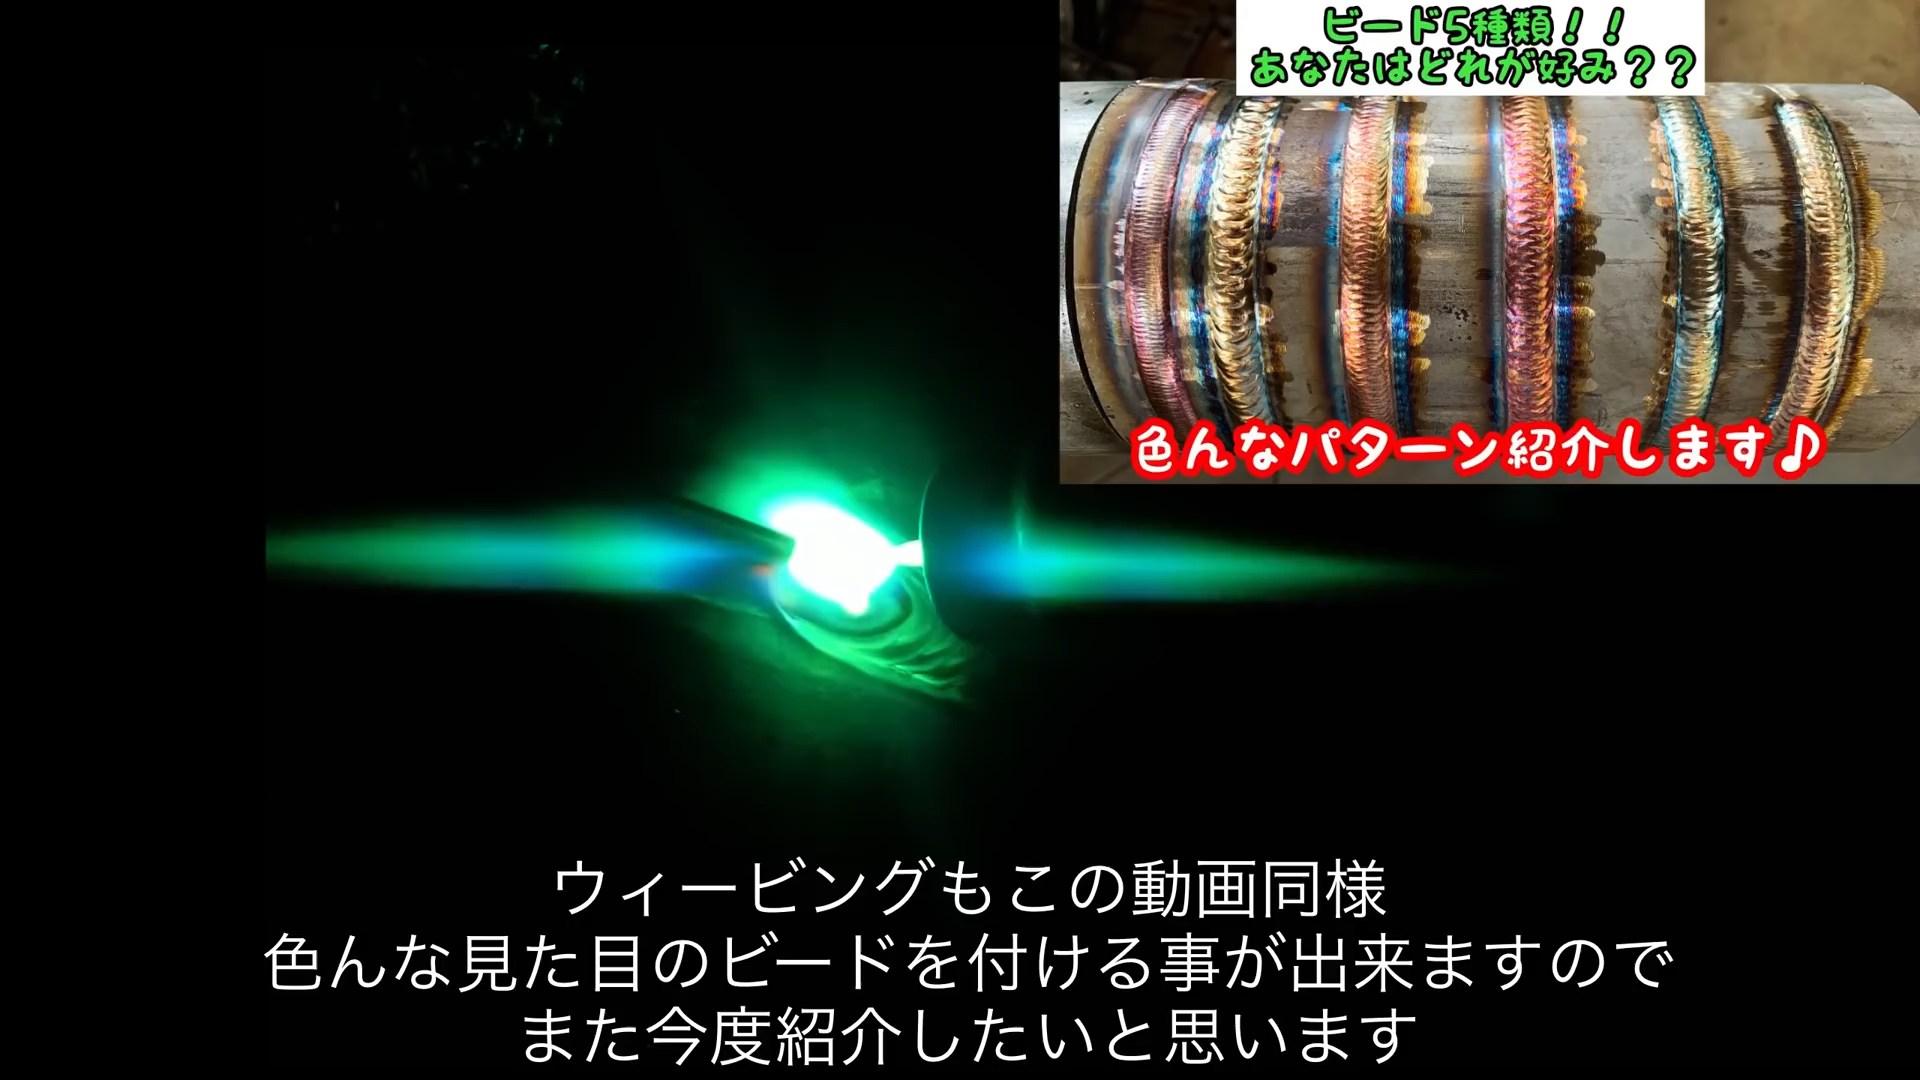 ビード5種類！！
あなたはどれが好み？？
色んなパターン紹介します♪
ウィービングもこの動画同様
色んな見た目のビードを付ける事が出来ますので
また今度紹介したいと思います